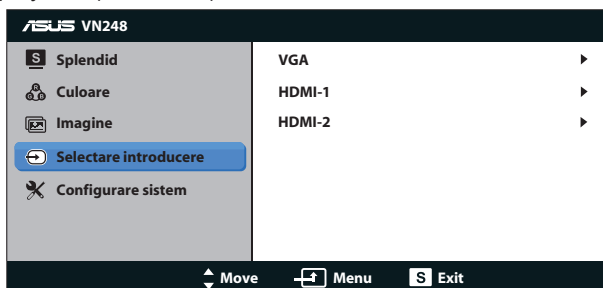 ASUS VN248
S Splendid
VGA
Culoare
HDMI-1
Imagine
HDMI-2
Selectare introducere
Configurare sistem
Move Menu S Exit